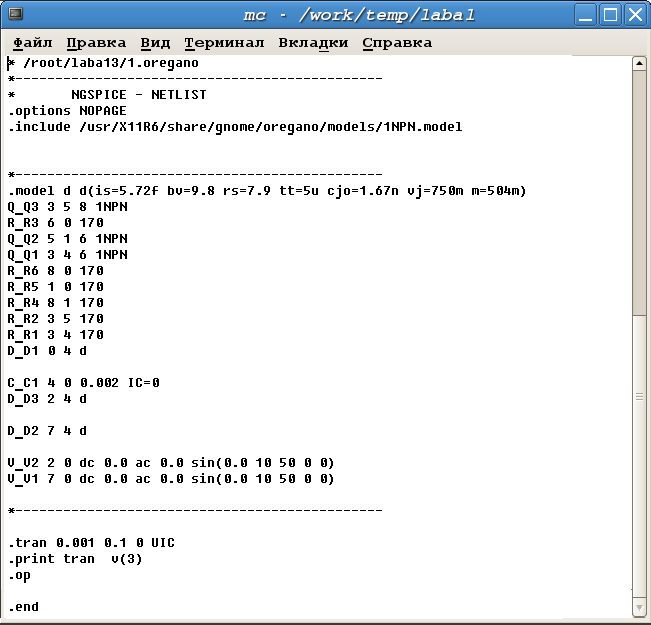 mc - /work/temp/laba1
Файл Правка Вид Терминал Вкладки Справка
* /root/laba13/1.oregano
*----------------------------------------------
* NGSPICE - NETLIST
.options NOPAGE
.include /usr/X11R6/share/gnome/oregano/models/1NPN.model
*----------------------------------------------
.model d d(is=5.72f bv=9.8 rs=7.9 tt=5u cjo=1.67n vj=750m m=504m)
Q_Q3 3 5 8 1NPN
R_R3 6 0 170
Q_Q2 5 1 6 1NPN
Q_Q1 3 4 6 1NPN
R_R6 8 0 170
R_R5 1 0 170
R_R4 8 1 170
R_R2 3 5 170
R_R1 3 4 170
D_D1 0 4 d
C_C1 4 0 0.002 IC=0
D_D3 2 4 d
D_D2 7 4 d
V_V2 2 0 dc 0.0 ac 0.0 sin(0.0 10 50 0 0)
V_V1 7 0 dc 0.0 ac 0.0 sin(0.0 10 50 0 0)
*----------------------------------------------
.tran 0.001 0.1 0 UIC
.print tran v(3)
.op
.end